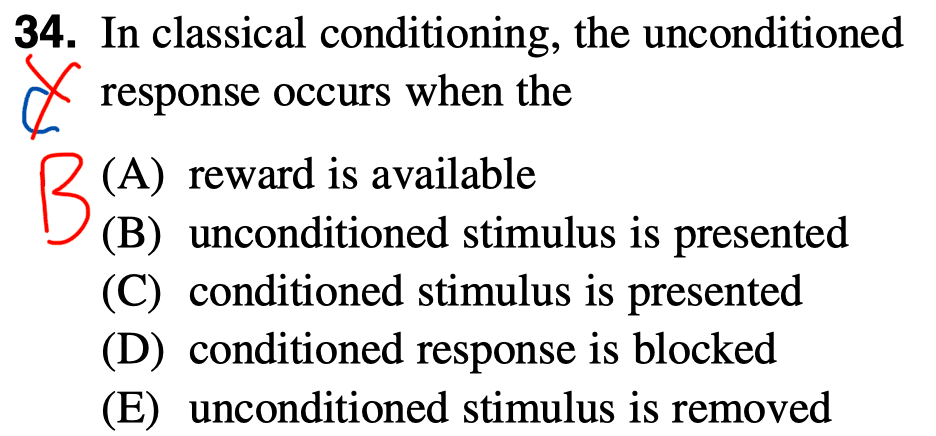 34. In classical conditioning, the unconditioned
response occurs when the
C
B
(A) reward is available
(B) unconditioned stimulus is presented
(C) conditioned stimulus is presented
(D) conditioned response is blocked
(E) unconditioned stimulus is removed